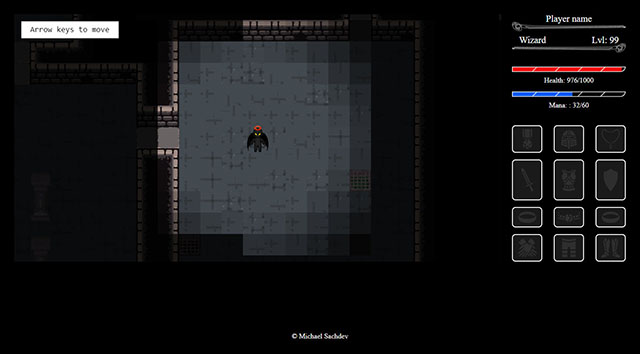 Arrow keys to move
Player name
Wizard Lvl: 99
Health: 976/1000
Mana: : 32/60
© Michael Sachdev